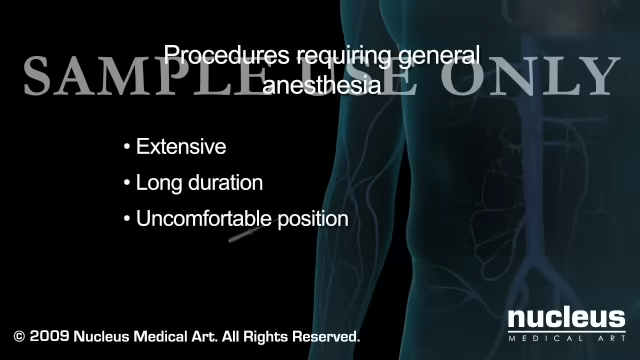 Procedures requiring general
SAMPLE USE ONLY
anesthesia
• Extensive
• Long duration
• Uncomfortable position
nucleus
MEDICAL ART
© 2009 Nucleus Medical Art. All Rights Reserved.